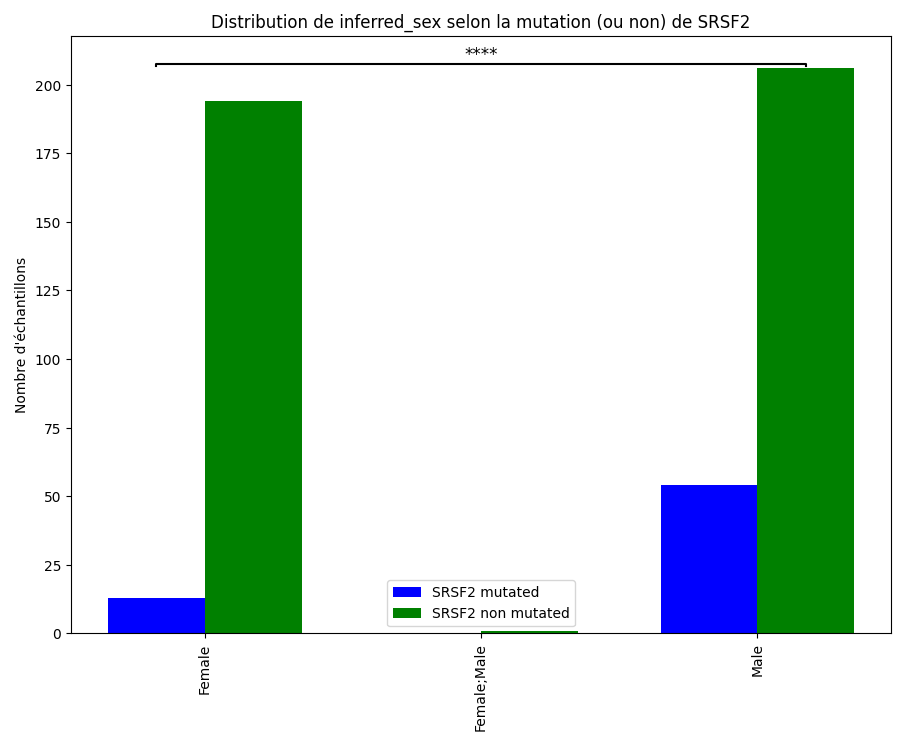 Distribution de inferred_sex selon la mutation (ou non) de SRSF2
****
200
175
150
125
100
75
50
25
0
Nombre d'échantillons
SRSF2 mutated
SRSF2 non mutated
Female
Female;Male
Male